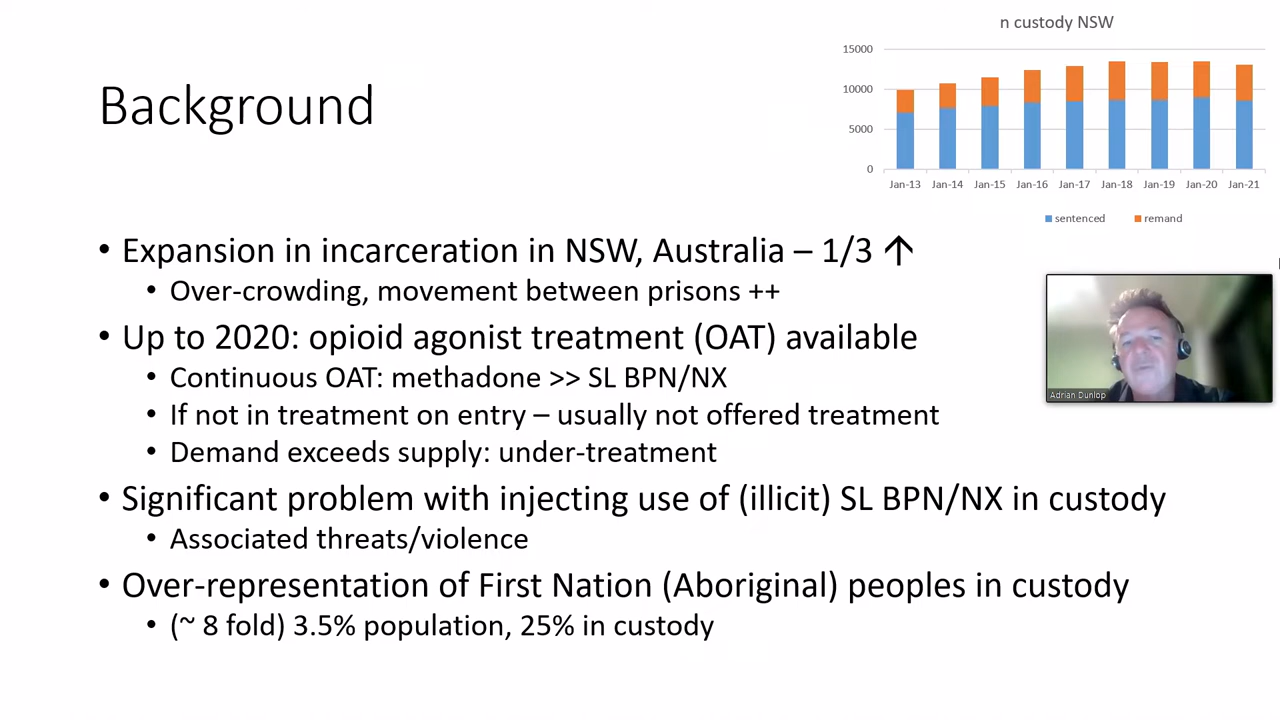 n custody NSW
15000
10000
5000
0
Jan-13 Jan-14 Jan-15 Jan-16 Jan-17 Jan-18 Jan-19 Jan-20 Jan-21
sentenced remand
Background
• Expansion in incarceration in NSW, Australia – 1/3 ↑
• Over-crowding, movement between prisons ++
• Up to 2020: opioid agonist treatment (OAT) available
• Continuous OAT: methadone >> SL BPN/NX
• If not in treatment on entry – usually not offered treatment
• Demand exceeds supply: under-treatment
• Significant problem with injecting use of (illicit) SL BPN/NX in custody
• Associated threats/violence
• Over-representation of First Nation (Aboriginal) peoples in custody
• (~ 8 fold) 3.5% population, 25% in custody
Adrian Dunlop